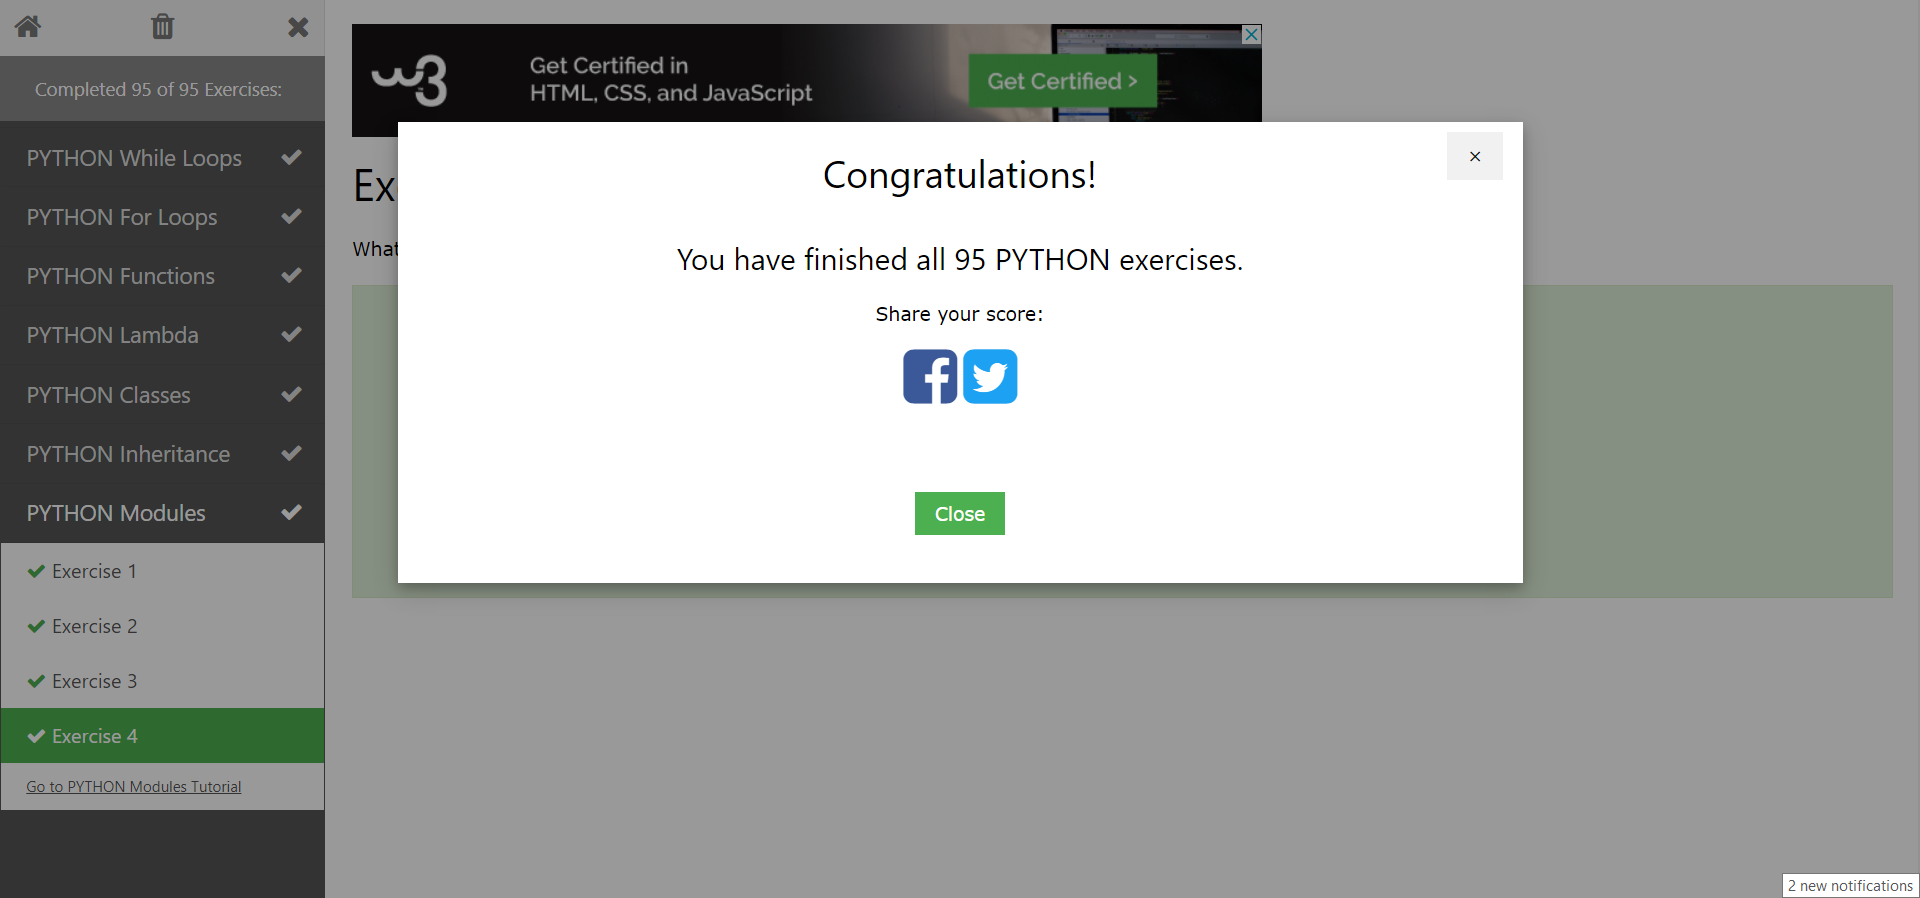 Completed 95 of 95 Exercises:
PYTHON While Loops
PYTHON For Loops
PYTHON Functions
PYTHON Lambda
PYTHON Classes
PYTHON Inheritance
PYTHON Modules
Exercise 1
Exercise 2
Exercise 3
Exercise 4
Go to PYTHON Modules Tutorial
w3
Get Certified in
HTML, CSS, and JavaScript
Get Certified >
Ex
What
×
Congratulations!
You have finished all 95 PYTHON exercises.
Share your score:
Close
2 new notifications